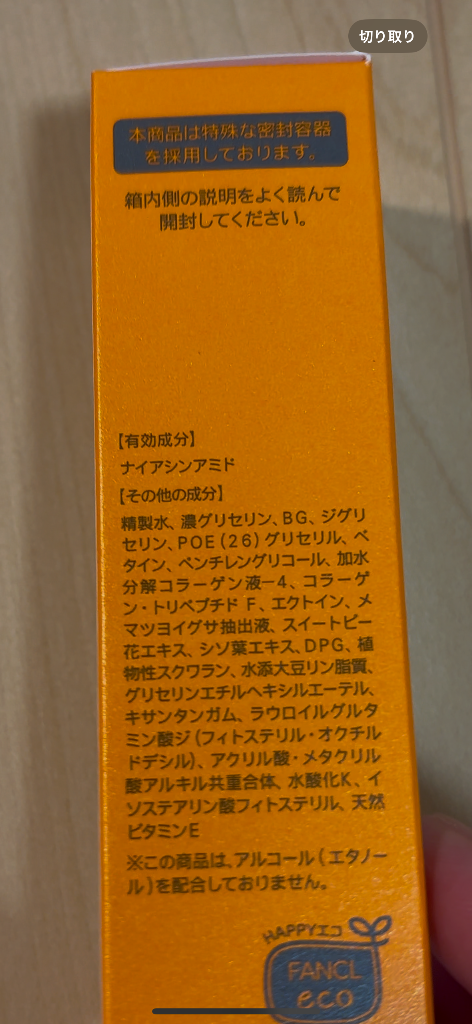 切り取り
本商品は特殊な密封容器
を採用しております。
箱内側の説明をよく読んで
開封してください。
【有効成分】
ナイアシンアミド
【その他の成分】
精製水、濃グリセリン、BG、ジグリ
セリン、POE(26)グリセリル、ベ
タイン、ペンチレングリコール、加水
分解コラーゲン液-4、コラーゲ
ン・トリペプチド F、エクトイン、メ
マツヨイグサ抽出液、スイートピー
花エキス、シソ葉エキス、DPG、植
物性スクワラン、水添大豆リン脂質、
グリセリンエチルヘキシルエーテル、
キサンタンガム、ラウロイルグルタ
ミン酸ジ(フィトステリル・オクチル
ドデシル)、アクリル酸・メタクリル
酸アルキル共重合体、水酸化K、イ
ソステアリン酸フィトステリル、天然
ビタミンE
※この商品は、アルコール(エタノー
ル)を配合しておりません。
HAPPYエコ
FANCL
eco